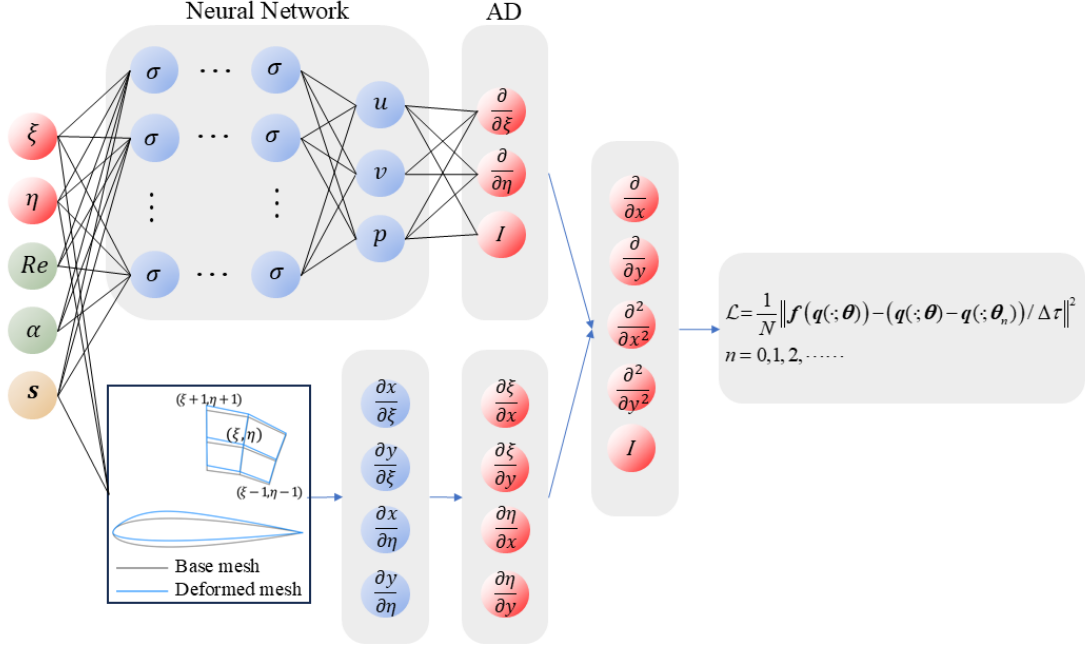 Neural Network
AD
ξ
η
Re
α
s
σ ··· σ
σ ··· σ
⋮ ⋮
σ ··· σ
u
v
p
∂/∂ξ
∂/∂η
I
(ξ+1,η+1)
(ξ,η)
(ξ−1,η−1)
Base mesh
Deformed mesh
∂x/∂ξ
∂y/∂ξ
∂x/∂η
∂y/∂η
∂ξ/∂x
∂ξ/∂y
∂η/∂x
∂η/∂y
∂/∂x
∂/∂y
∂²/∂x²
∂²/∂y²
I
ℒ = 1/N ‖f(q(·;θ))−(q(·;θ)−q(·;θₙ))/Δτ‖²
n = 0,1,2,······